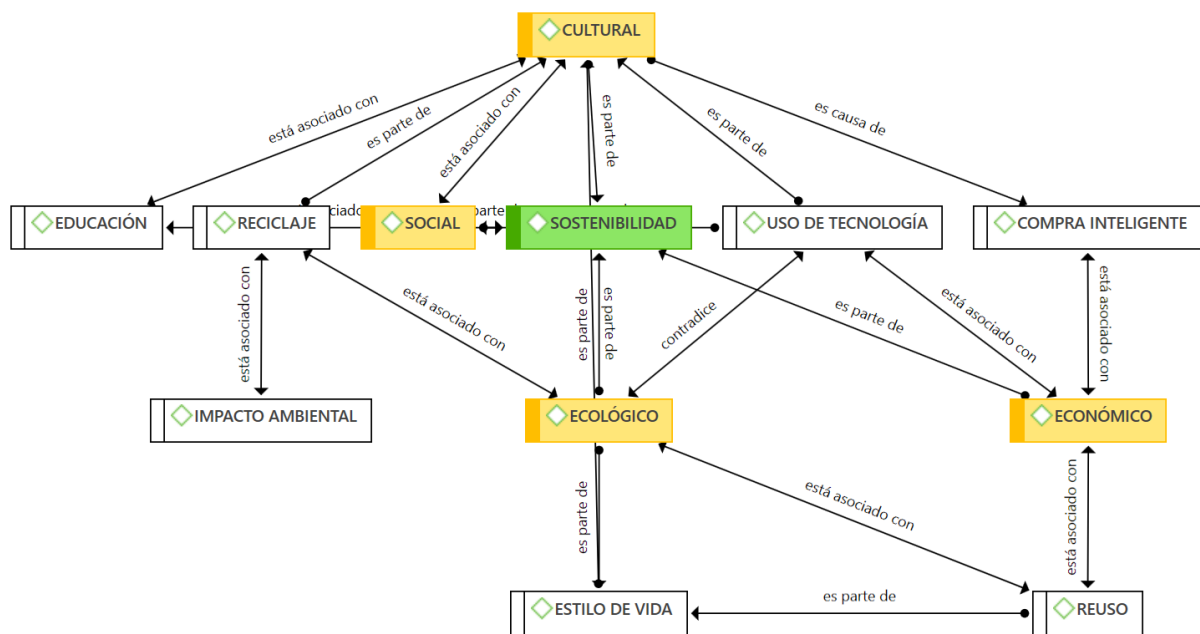 CULTURAL
está asociado con
es parte de
está asociado con
es parte de
es parte de
es causa de
EDUCACIÓN
RECICLAJE
SOCIAL
parte
SOSTENIBILIDAD
USO DE TECNOLOGÍA
COMPRA INTELIGENTE
está asociado con
está asociado con
es parte de
es parte de
contradice
es parte de
está asociado con
está asociado con
IMPACTO AMBIENTAL
ECOLÓGICO
ECONÓMICO
es parte de
está asociado con
está asociado con
ESTILO DE VIDA
es parte de
REUSO